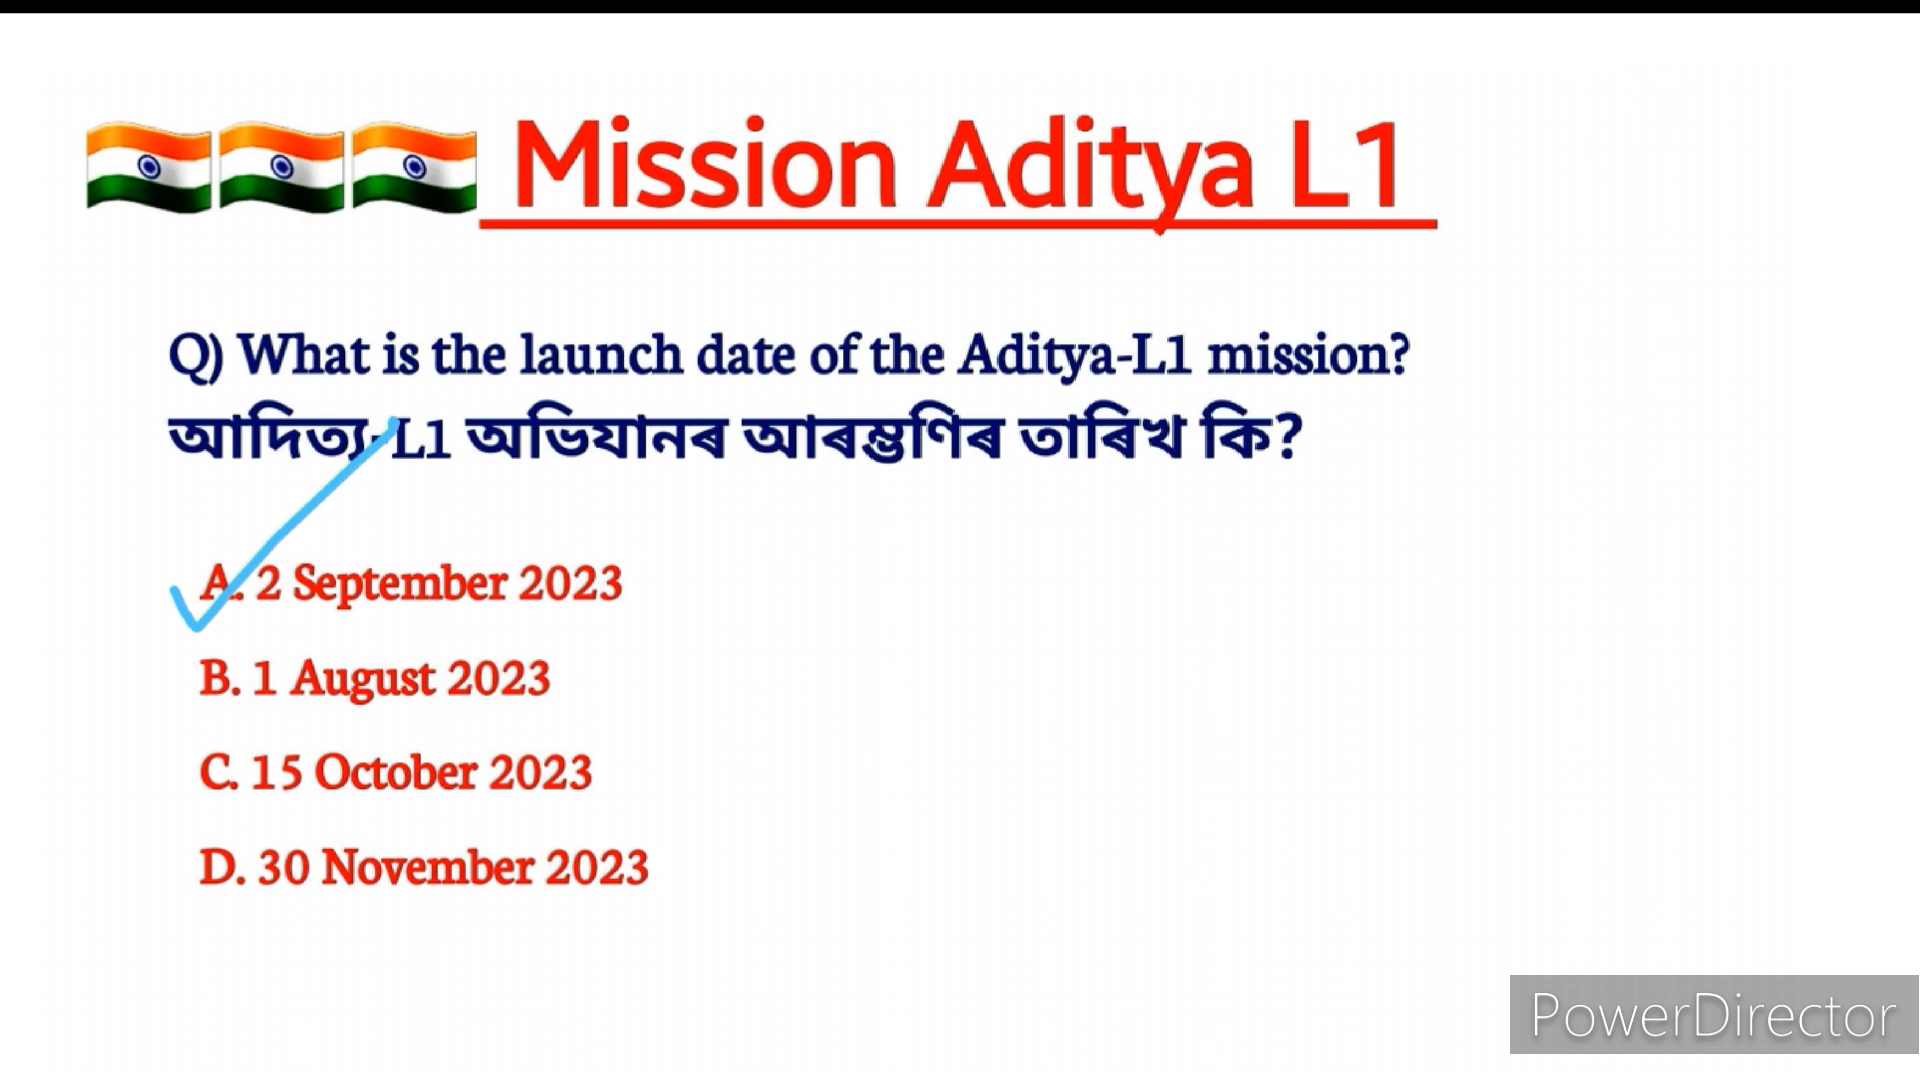 Mission Aditya L1
Q) What is the launch date of the Aditya-L1 mission?
আদিত্য-L1 অভিযানৰ আৰম্ভণিৰ তাৰিখ কি?
A. 2 September 2023
B. 1 August 2023
C. 15 October 2023
D. 30 November 2023
PowerDirector